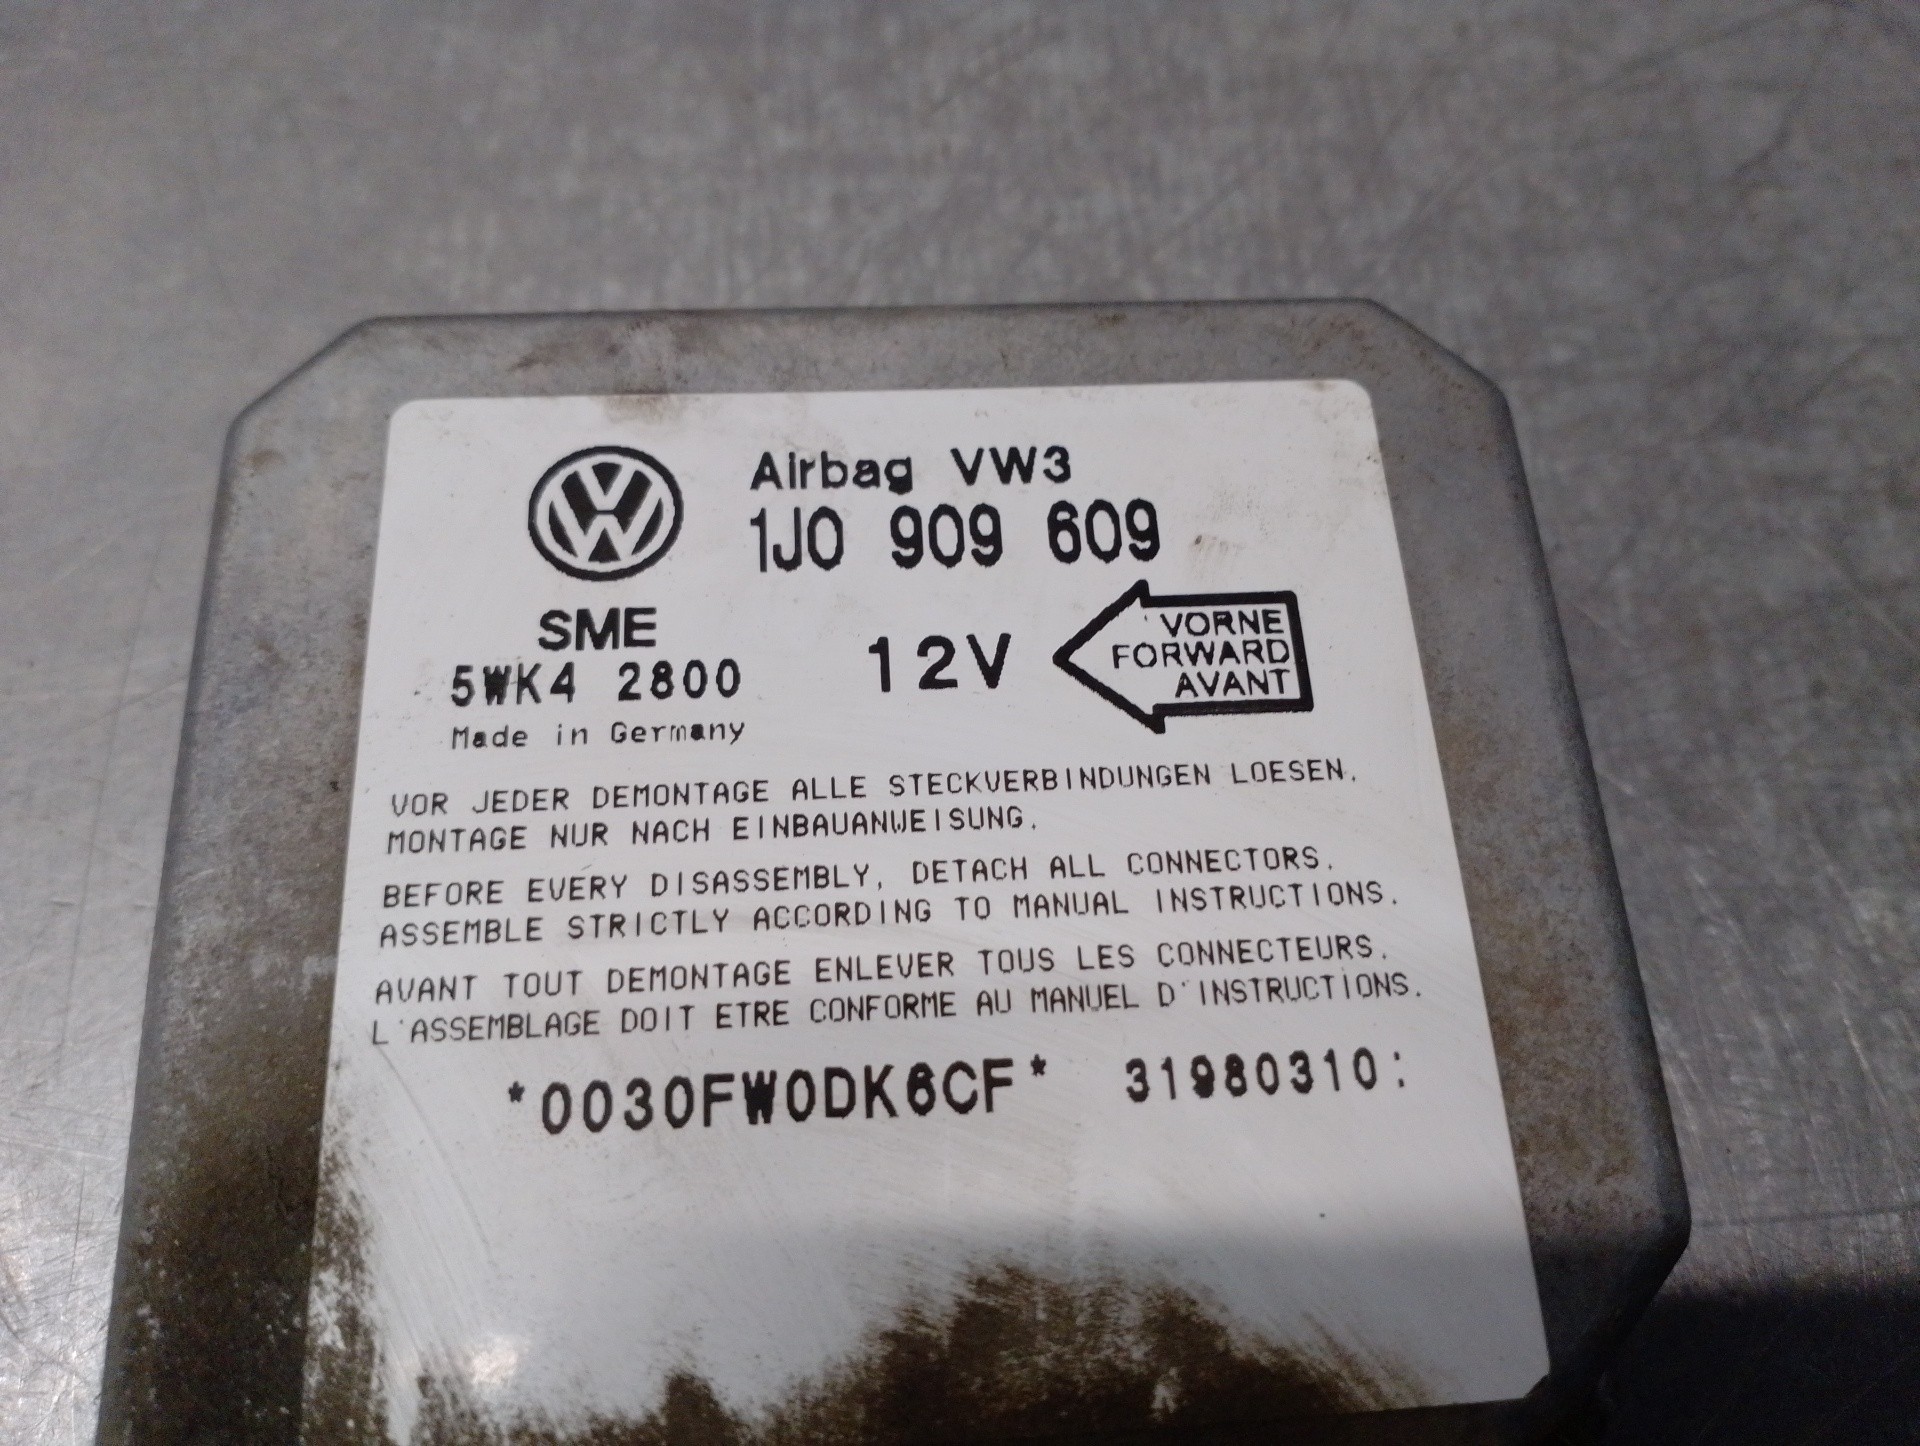 Airbag VW3
1J0 909 609
SME
5WK4 2800
Made in Germany
12V
VORNE
FORWARD
AVANT
VOR JEDER DEMONTAGE ALLE STECKVERBINDUNGEN LOESEN.
MONTAGE NUR NACH EINBAUANWEISUNG.
BEFORE EVERY DISASSEMBLY, DETACH ALL CONNECTORS.
ASSEMBLE STRICTLY ACCORDING TO MANUAL INSTRUCTIONS.
AVANT TOUT DEMONTAGE ENLEVER TOUS LES CONNECTEURS.
L'ASSEMBLAGE DOIT ETRE CONFORME AU MANUEL D'INSTRUCTIONS.
*0030FW0DK6CF* 31980310: